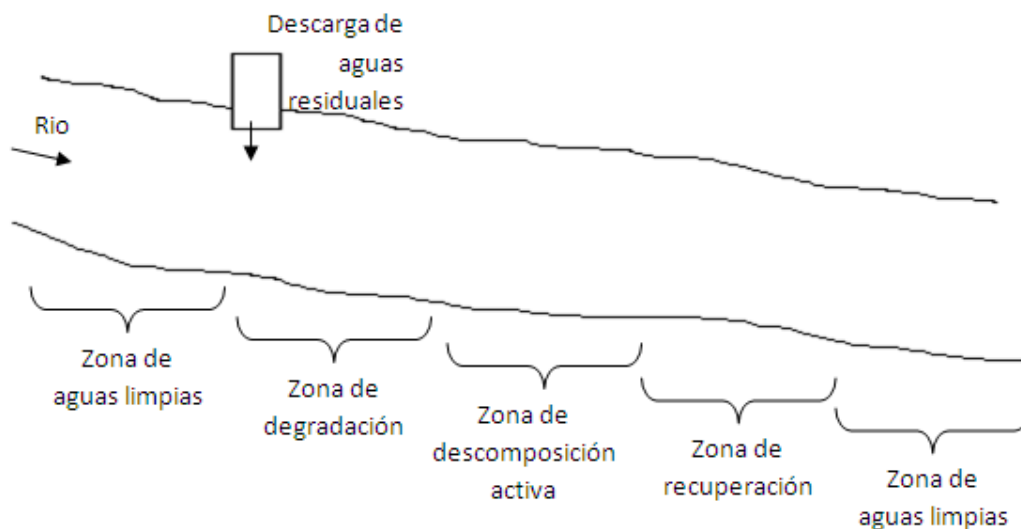 Descarga de
aguas
residuales
Rio
Zona de
aguas limpias
Zona de
degradación
Zona de
descomposición
activa
Zona de
recuperación
Zona de
aguas limpias